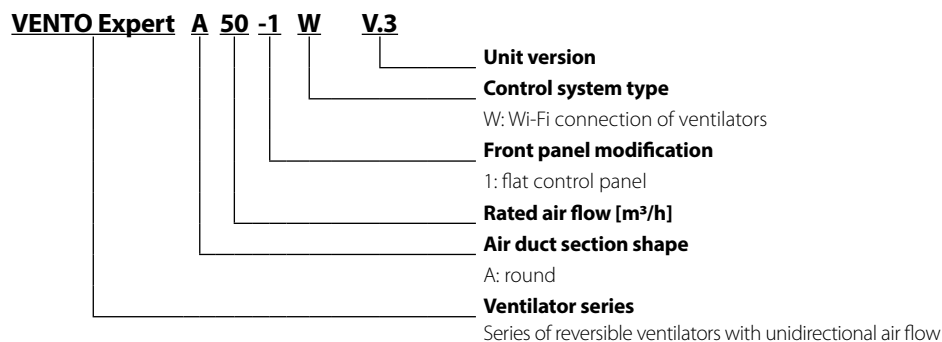 VENTO Expert A 50 -1 W V.3
Unit version
Control system type
W: Wi-Fi connection of ventilators
Front panel modification
1: flat control panel
Rated air flow [m³/h]
Air duct section shape
A: round
Ventilator series
Series of reversible ventilators with unidirectional air flow